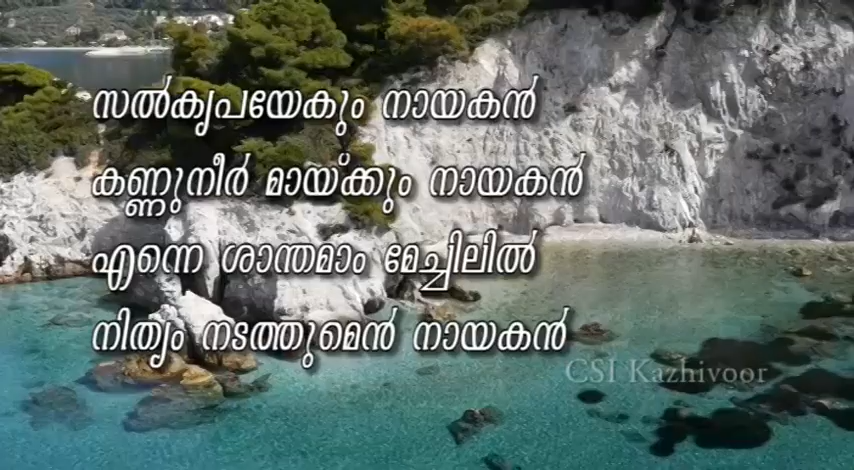 സൽകൃപയേകും നായകൻ
കണ്ണുനീർ മായ്ക്കും നായകൻ
എന്നെ ശാന്തമാം മേച്ചിലിൽ
നിത്യം നടത്തുമെൻ നായകൻ
CSI Kazhivoor